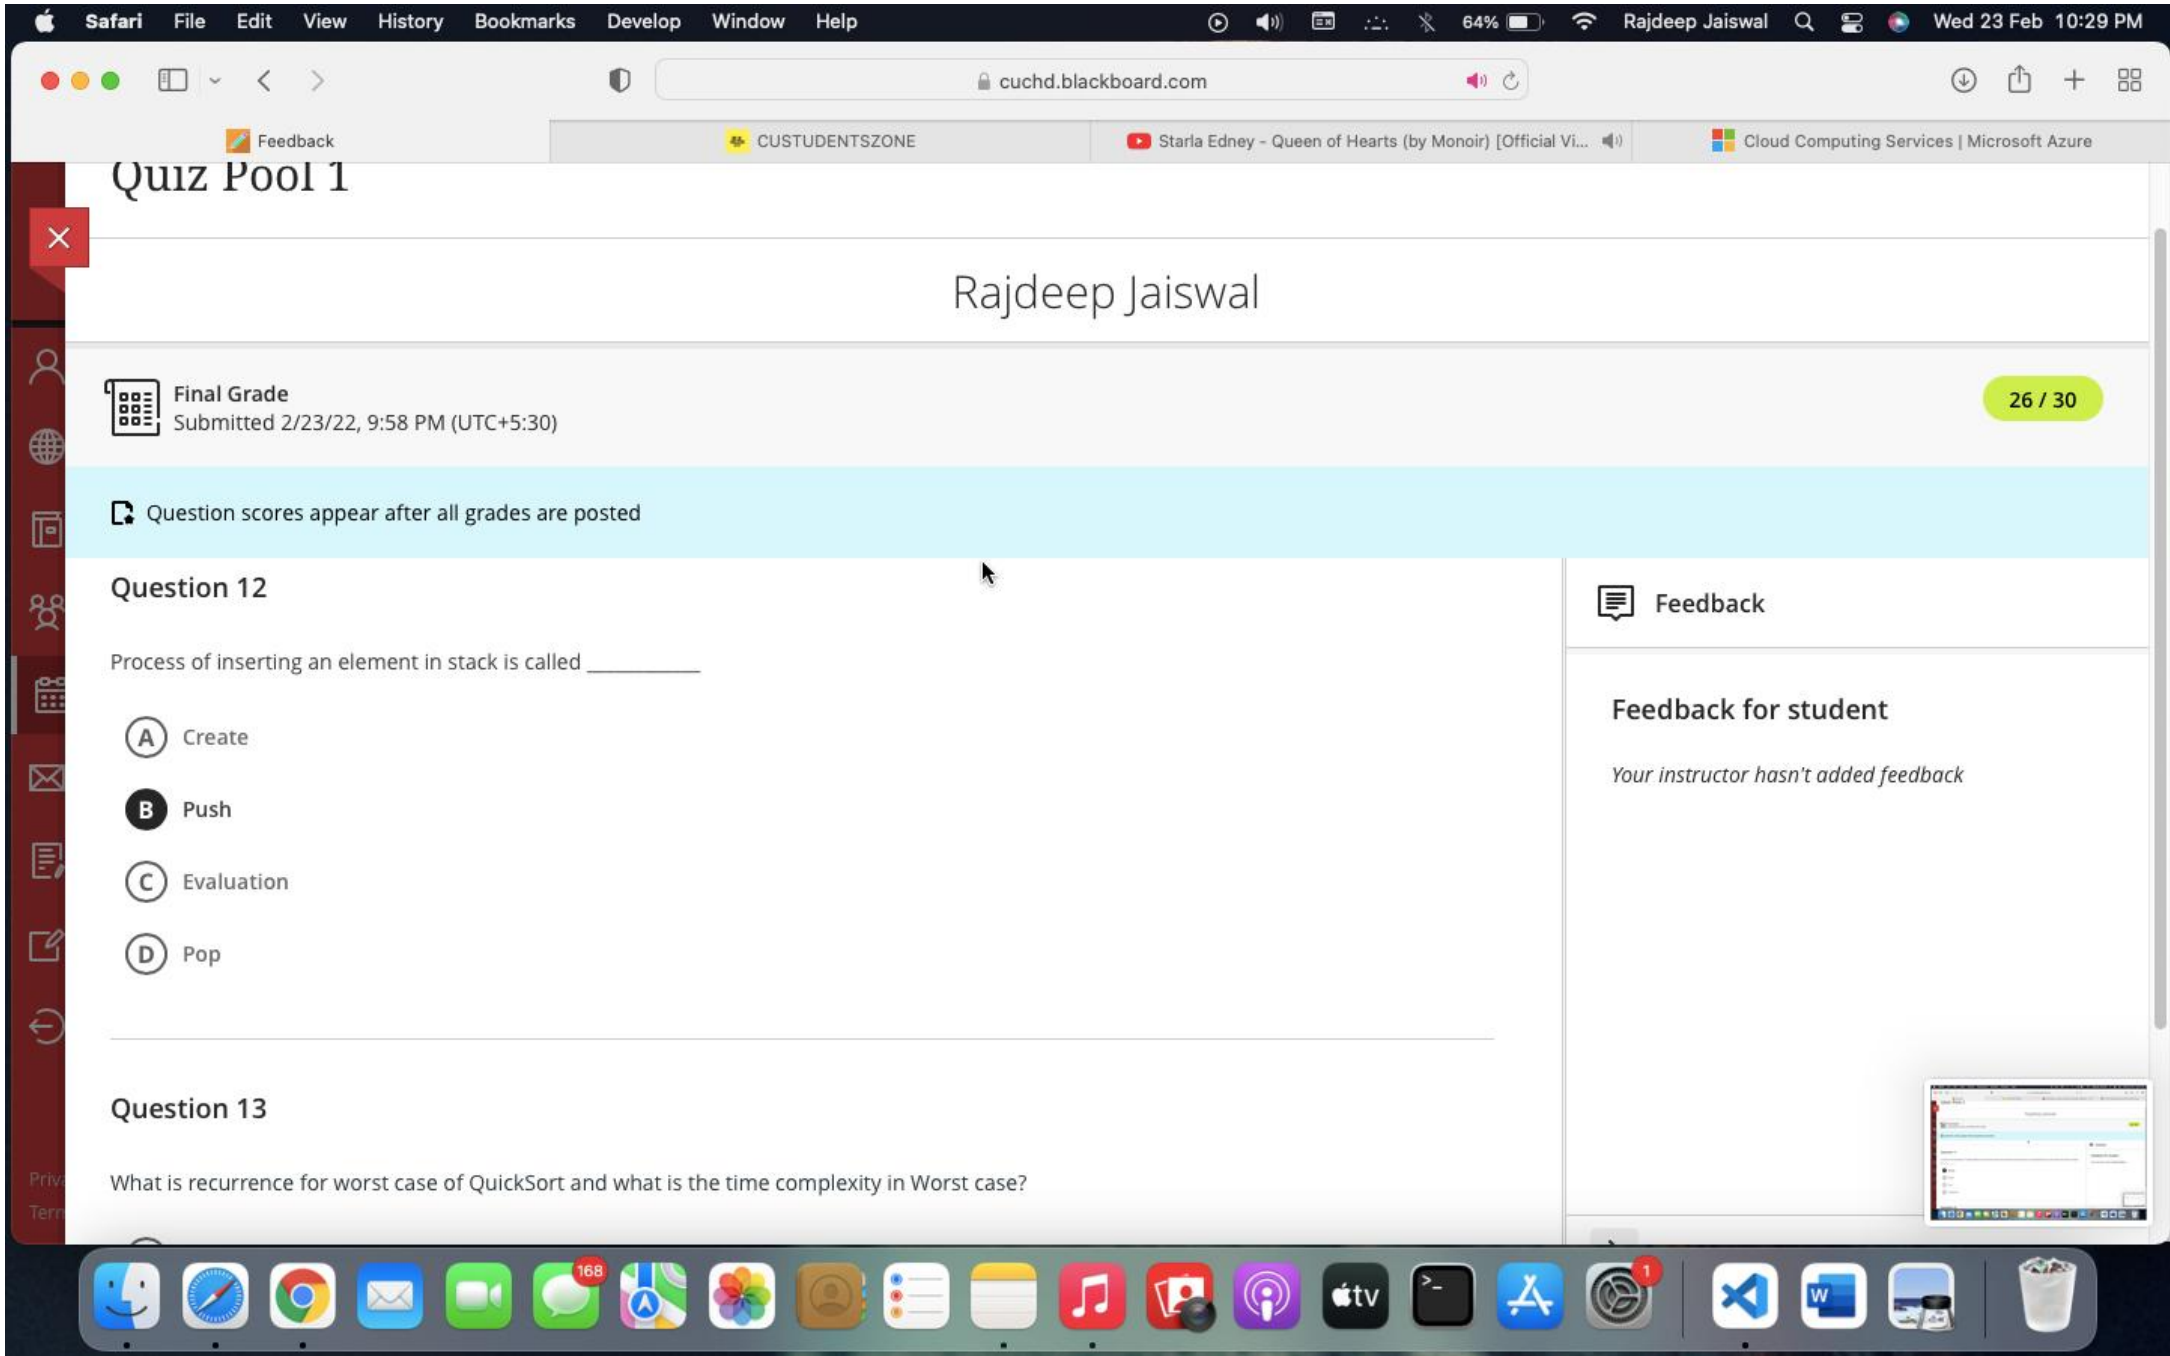 Safari File Edit View History Bookmarks Develop Window Help 64% Rajdeep Jaiswal Wed 23 Feb 10:29 PM
cuchd.blackboard.com
Feedback CUSTUDENTSZONE Starla Edney - Queen of Hearts (by Monoir) [Official Vi... Cloud Computing Services | Microsoft Azure
Quiz Pool 1
Rajdeep Jaiswal
Final Grade
Submitted 2/23/22, 9:58 PM (UTC+5:30)
26 / 30
Question scores appear after all grades are posted
Question 12
Process of inserting an element in stack is called ___________
A Create
B Push
C Evaluation
D Pop
Feedback
Feedback for student
Your instructor hasn't added feedback
Question 13
What is recurrence for worst case of QuickSort and what is the time complexity in Worst case?
Priva
Term
168
tv
>_
1
W